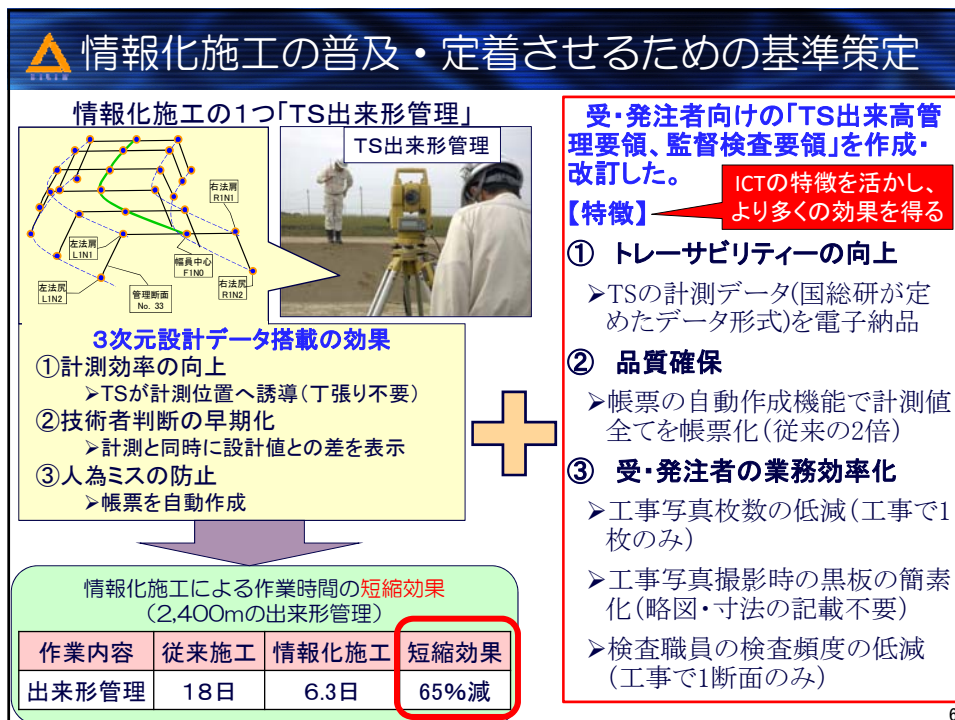 情報化施工の普及・定着させるための基準策定
情報化施工の1つ「TS出来形管理」
TS出来形管理
右法肩
R1N1
左法肩
L1N1
幅員中心
F1N0
左法尻
L1N2
管理断面
No. 33
右法尻
R1N2
3次元設計データ搭載の効果
①計測効率の向上
➢TSが計測位置へ誘導(丁張り不要)
②技術者判断の早期化
➢計測と同時に設計値との差を表示
③人為ミスの防止
➢帳票を自動作成
情報化施工による作業時間の短縮効果
(2,400mの出来形管理)
作業内容 従来施工 情報化施工 短縮効果
出来形管理 18日 6.3日 65%減
受・発注者向けの「TS出来高管
理要領、監督検査要領」を作成・
改訂した。
ICTの特徴を活かし、
より多くの効果を得る
【特徴】
① トレーサビリティーの向上
➢TSの計測データ(国総研が定
めたデータ形式)を電子納品
② 品質確保
➢帳票の自動作成機能で計測値
全てを帳票化(従来の2倍)
③ 受・発注者の業務効率化
➢工事写真枚数の低減(工事で1
枚のみ)
➢工事写真撮影時の黒板の簡素
化(略図・寸法の記載不要)
➢検査職員の検査頻度の低減
(工事で1断面のみ)
6